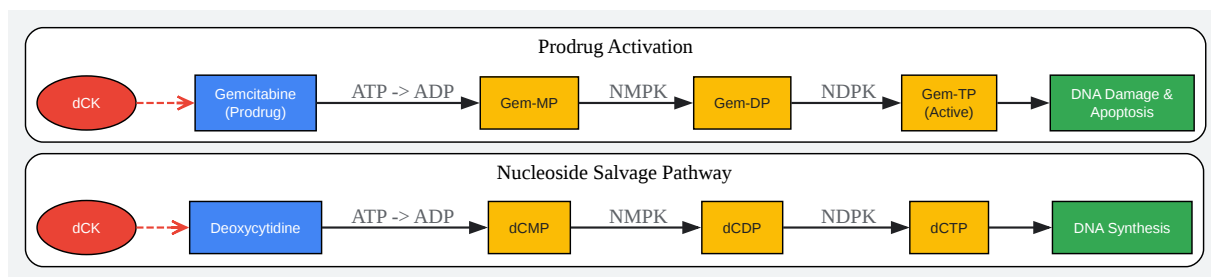 Prodrug Activation
dCK
Gemcitabine
(Prodrug)
ATP -> ADP
Gem-MP
NMPK
Gem-DP
NDPK
Gem-TP
(Active)
DNA Damage &
Apoptosis
Nucleoside Salvage Pathway
dCK
Deoxycytidine
ATP -> ADP
dCMP
NMPK
dCDP
NDPK
dCTP
DNA Synthesis